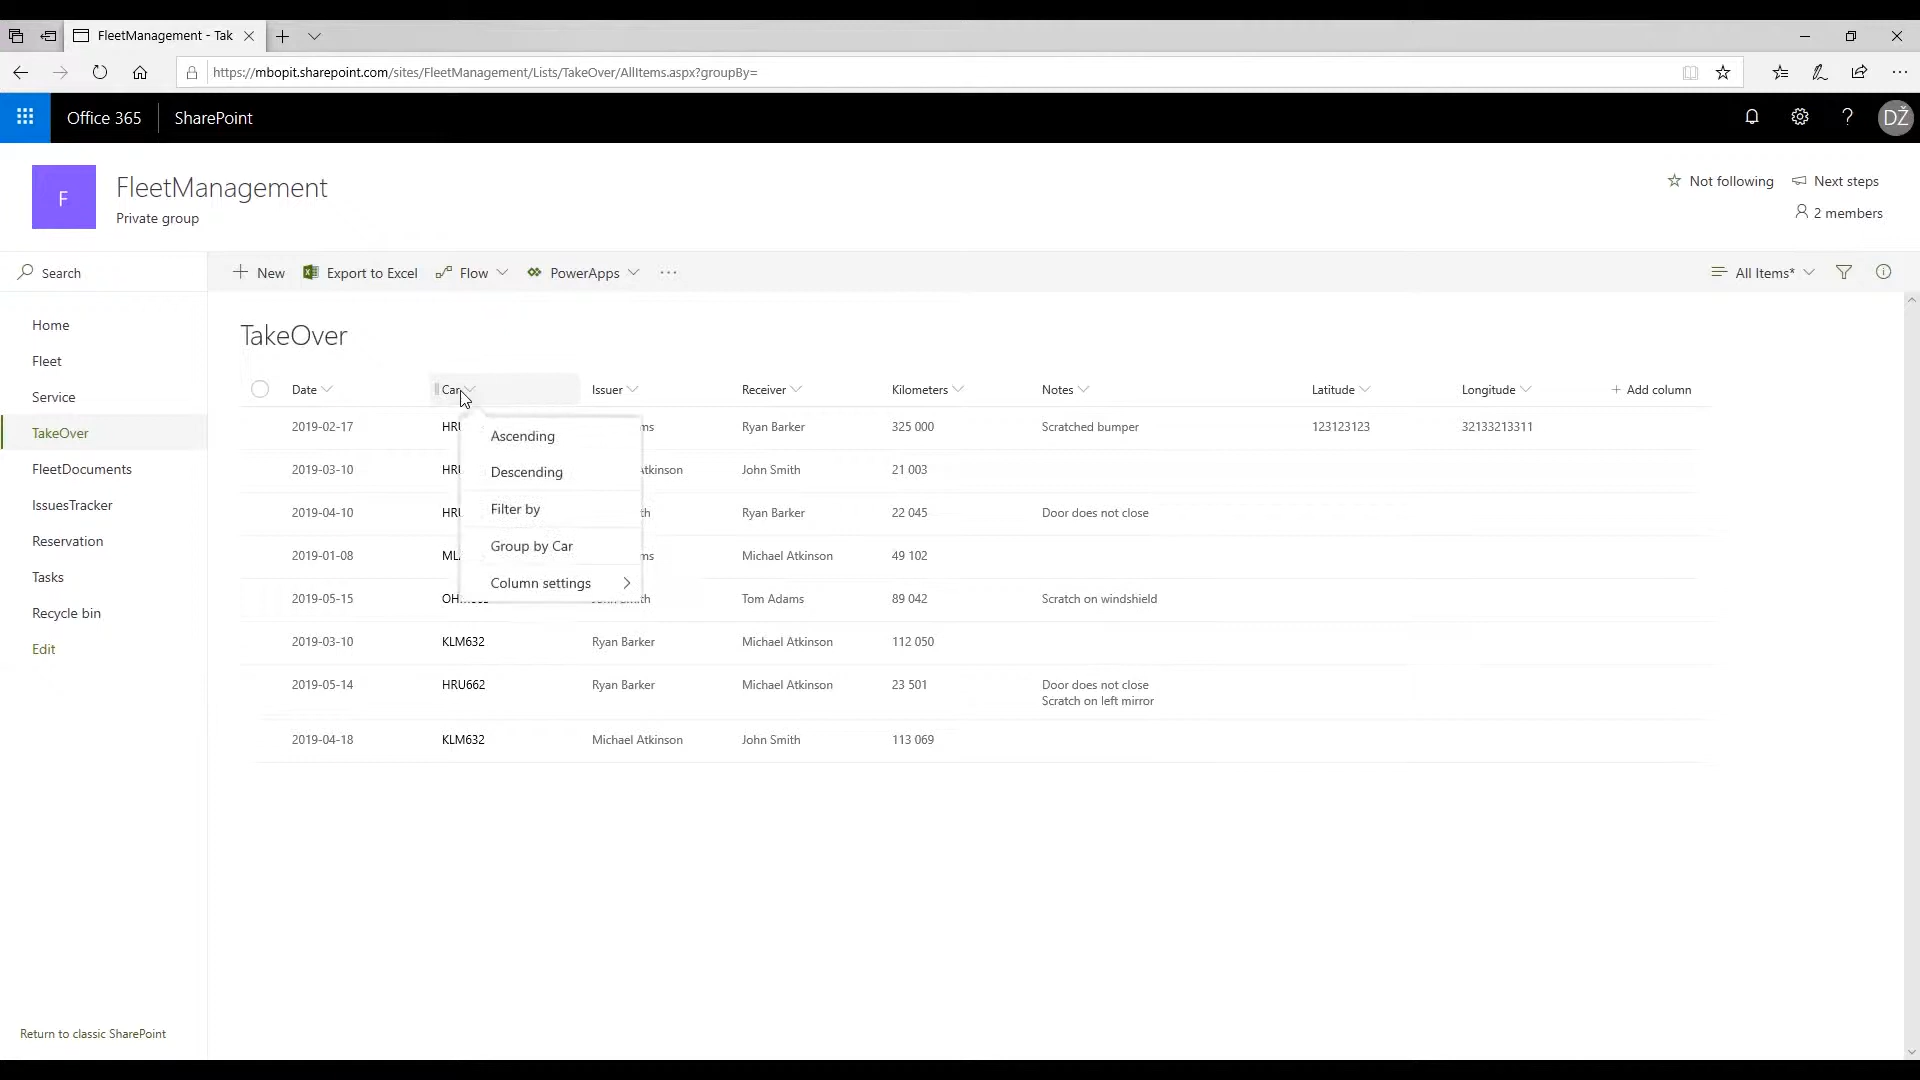 FleetManagement - Tak
https://mbopit.sharepoint.com/sites/FleetManagement/Lists/TakeOver/AllItems.aspx?groupBy=
Office 365 SharePoint ? DŽ
F
FleetManagement
Private group
Not following Next steps
2 members
Search
New Export to Excel Flow PowerApps ... All Items*
Home
Fleet
Service
TakeOver
FleetDocuments
IssuesTracker
Reservation
Tasks
Recycle bin
Edit
Return to classic SharePoint
TakeOver
Date Car Issuer Receiver Kilometers Notes Latitude Longitude + Add column
2019-02-17 Ryan Barker 325 000 Scratched bumper 123123123 32133213311
2019-03-10 John Smith 21 003
2019-04-10 Ryan Barker 22 045 Door does not close
2019-01-08 Michael Atkinson 49 102
2019-05-15 Tom Adams 89 042 Scratch on windshield
2019-03-10 KLM632 Ryan Barker Michael Atkinson 112 050
2019-05-14 HRU662 Ryan Barker Michael Atkinson 23 501 Door does not close
Scratch on left mirror
2019-04-18 KLM632 Michael Atkinson John Smith 113 069
Ascending
Descending
Filter by
Group by Car
Column settings